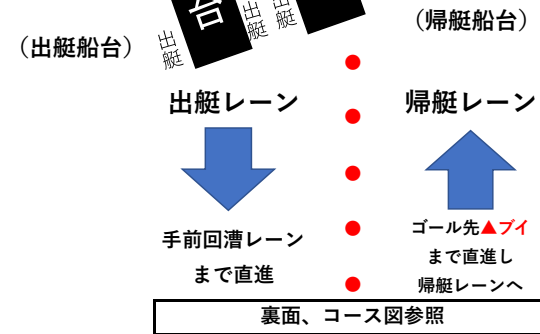 （帰艇船台）
（出艇船台）
台
出艇
出艇
出艇
出艇レーン
帰艇レーン
手前回漕レーン
まで直進
ゴール先▲ブイ
まで直進し
帰艇レーンへ
裏面、コース図参照